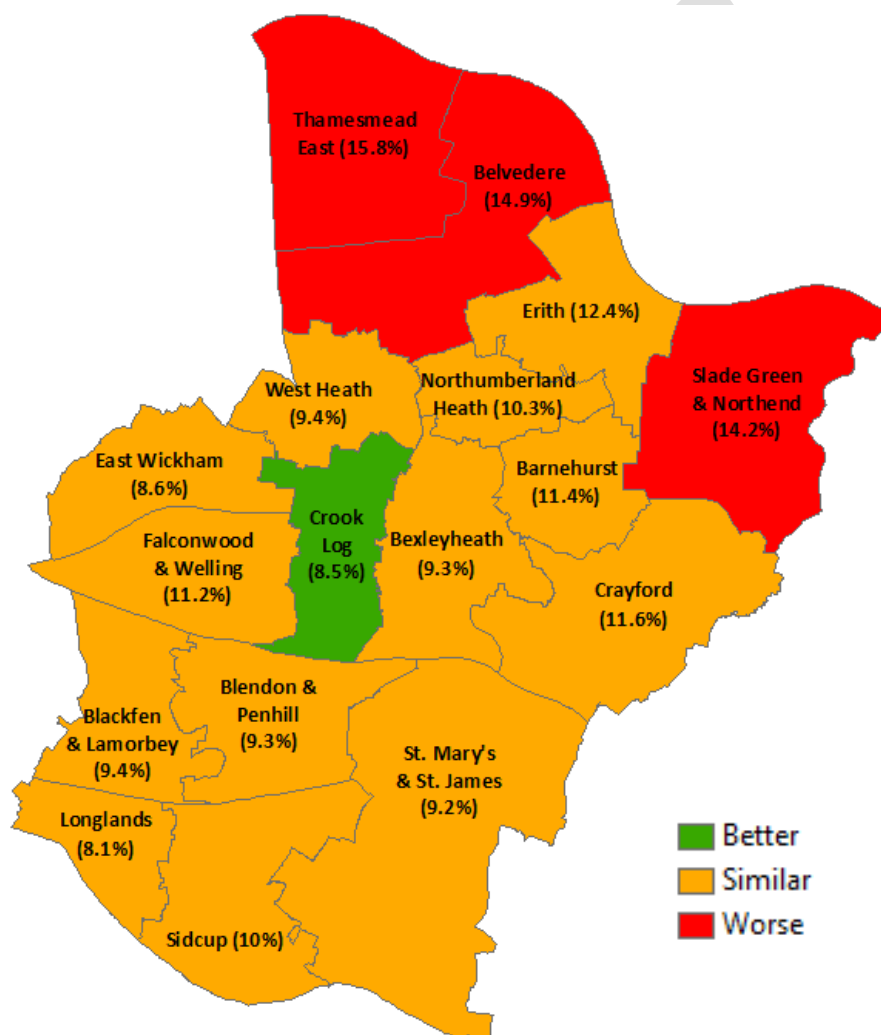 Thamesmead
East (15.8%)
Belvedere
(14.9%)
Erith (12.4%)
Slade Green
& Northend
(14.2%)
West Heath
(9.4%)
Northumberland
Heath (10.3%)
East Wickham
(8.6%)
Barnehurst
(11.4%)
Crook
Log
(8.5%)
Bexleyheath
(9.3%)
Falconwood
& Welling
(11.2%)
Crayford
(11.6%)
Blendon &
Penhill
(9.3%)
Blackfen
& Lamorbey
(9.4%)
St. Mary's
& St. James
(9.2%)
Longlands
(8.1%)
Sidcup (10%)
Better
Similar
Worse